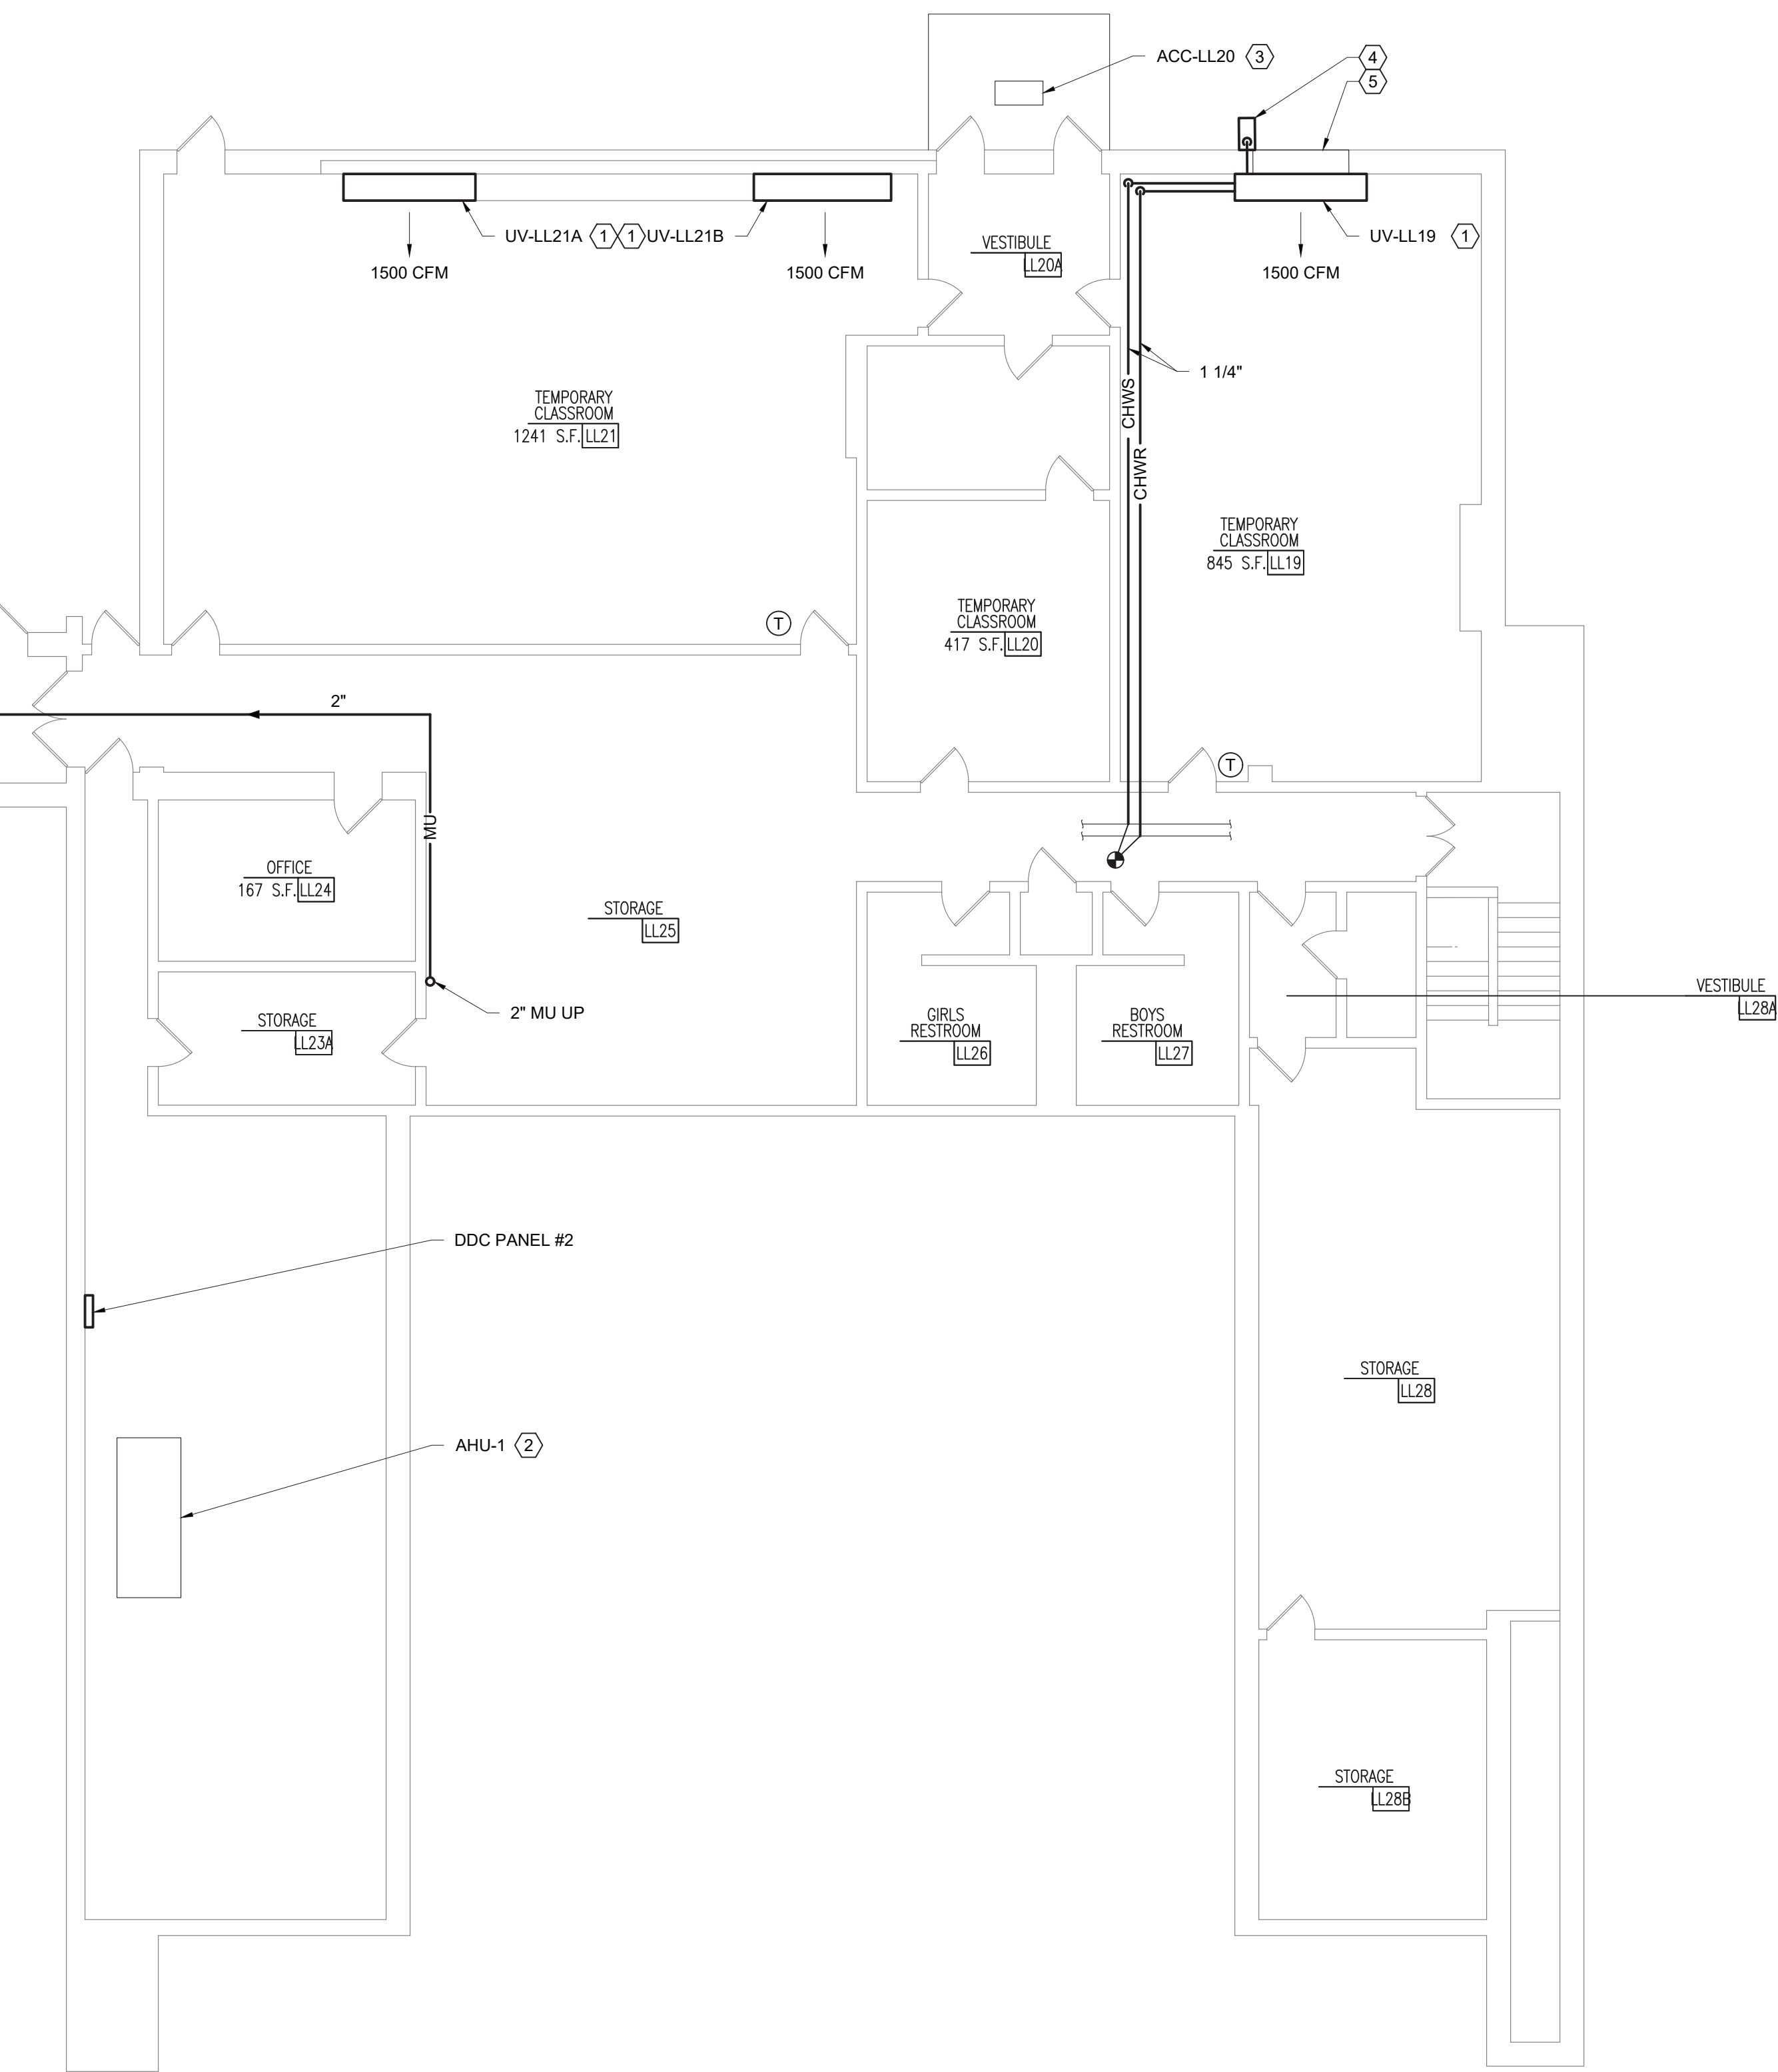 ACC-LL20 3
4
5
UV-LL21A 1 1 UV-LL21B
UV-LL19 1
1500 CFM
1500 CFM
1500 CFM
VESTIBULE
LL20A
1 1/4"
CHWS
CHWR
TEMPORARY
CLASSROOM
1241 S.F. LL21
TEMPORARY
CLASSROOM
845 S.F. LL19
TEMPORARY
CLASSROOM
417 S.F. LL20
T
T
2"
MU
OFFICE
167 S.F. LL24
STORAGE
LL25
2" MU UP
STORAGE
LL23A
GIRLS
RESTROOM
LL26
BOYS
RESTROOM
LL27
VESTIBULE
LL28A
DDC PANEL #2
STORAGE
LL28
AHU-1 2
STORAGE
LL28B